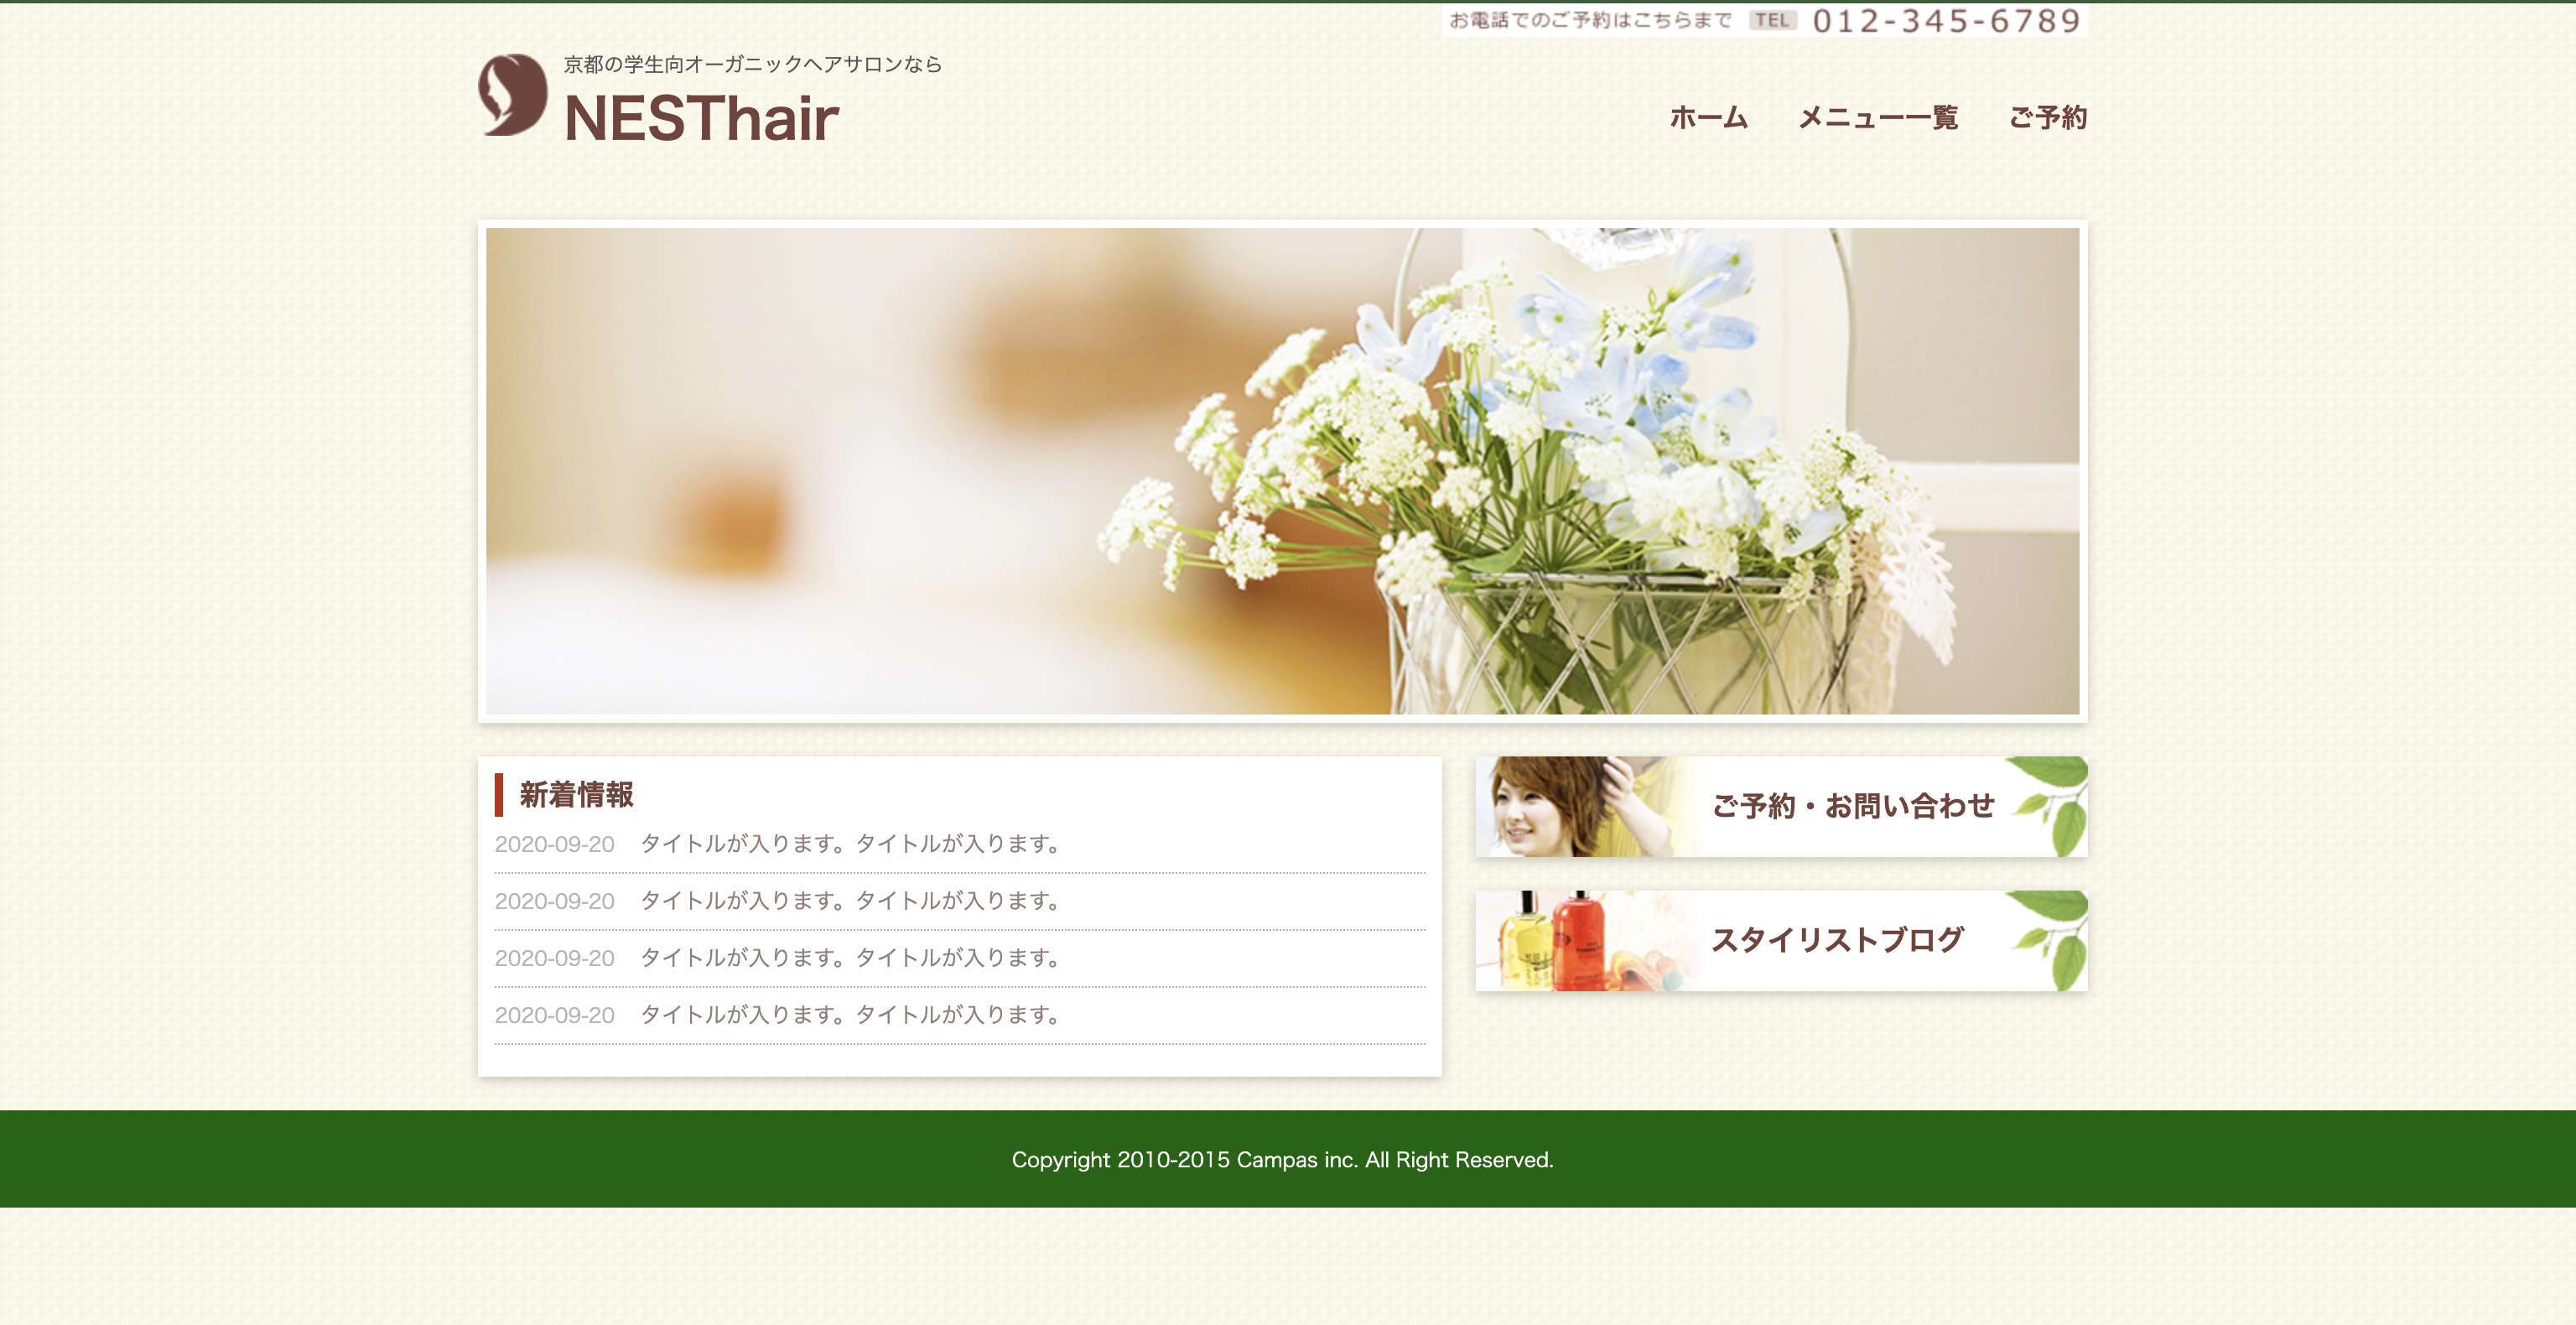 お電話でのご予約はこちらまで TEL 012-345-6789
京都の学生向オーガニックヘアサロンなら
NESThair
ホーム メニュー一覧 ご予約
新着情報
2020-09-20 タイトルが入ります。タイトルが入ります。
2020-09-20 タイトルが入ります。タイトルが入ります。
2020-09-20 タイトルが入ります。タイトルが入ります。
2020-09-20 タイトルが入ります。タイトルが入ります。
ご予約・お問い合わせ
スタイリストブログ
Copyright 2010-2015 Campas inc. All Right Reserved.